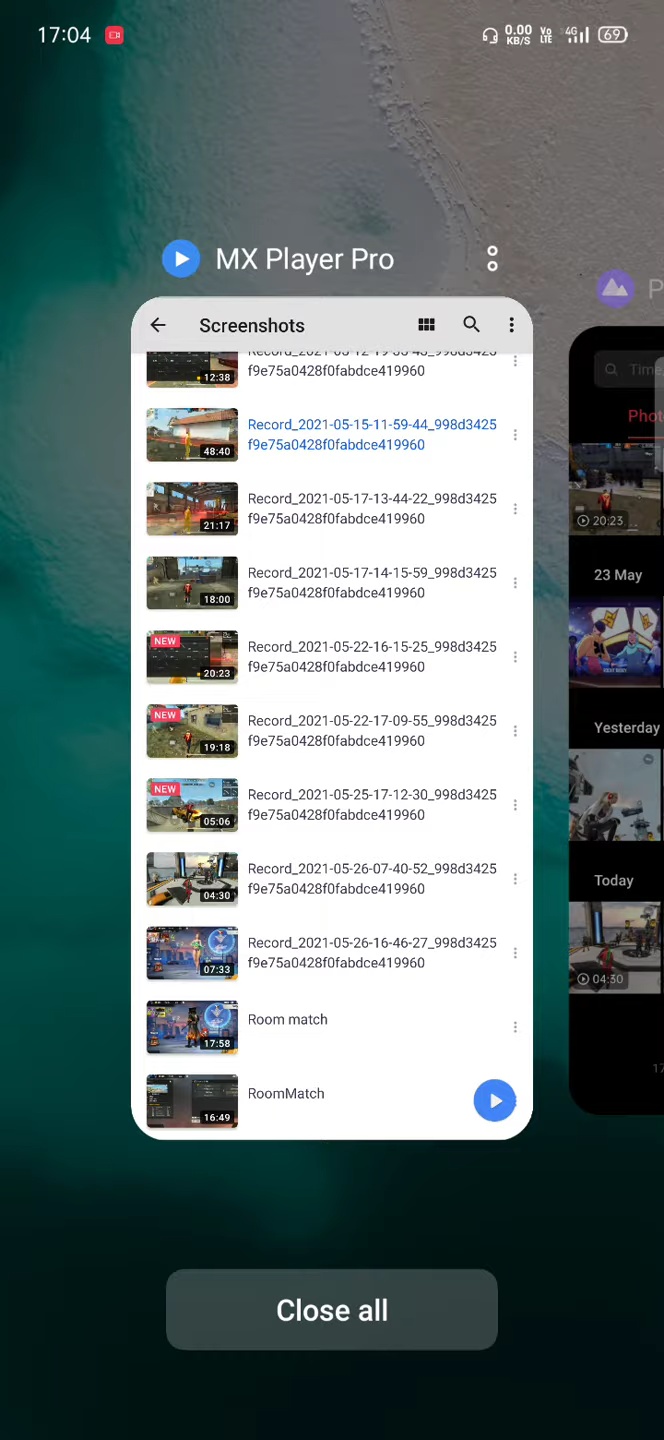 17:04
0.00
KB/S
Vo
LTE
4G
69
MX Player Pro
P
Screenshots
12:38
f9e75a0428f0fabdce419960
Time,
Record_2021-05-15-11-59-44_998d3425
f9e75a0428f0fabdce419960
48:40
Phot
Record_2021-05-17-13-44-22_998d3425
f9e75a0428f0fabdce419960
21:17
20:23
Record_2021-05-17-14-15-59_998d3425
f9e75a0428f0fabdce419960
18:00
23 May
NEW
Record_2021-05-22-16-15-25_998d3425
f9e75a0428f0fabdce419960
20:23
NEW
Record_2021-05-22-17-09-55_998d3425
f9e75a0428f0fabdce419960
19:18
Yesterday
NEW
Record_2021-05-25-17-12-30_998d3425
f9e75a0428f0fabdce419960
05:06
Record_2021-05-26-07-40-52_998d3425
f9e75a0428f0fabdce419960
04:30
Today
Record_2021-05-26-16-46-27_998d3425
f9e75a0428f0fabdce419960
07:33
04:30
Room match
17:58
RoomMatch
16:49
17
Close all